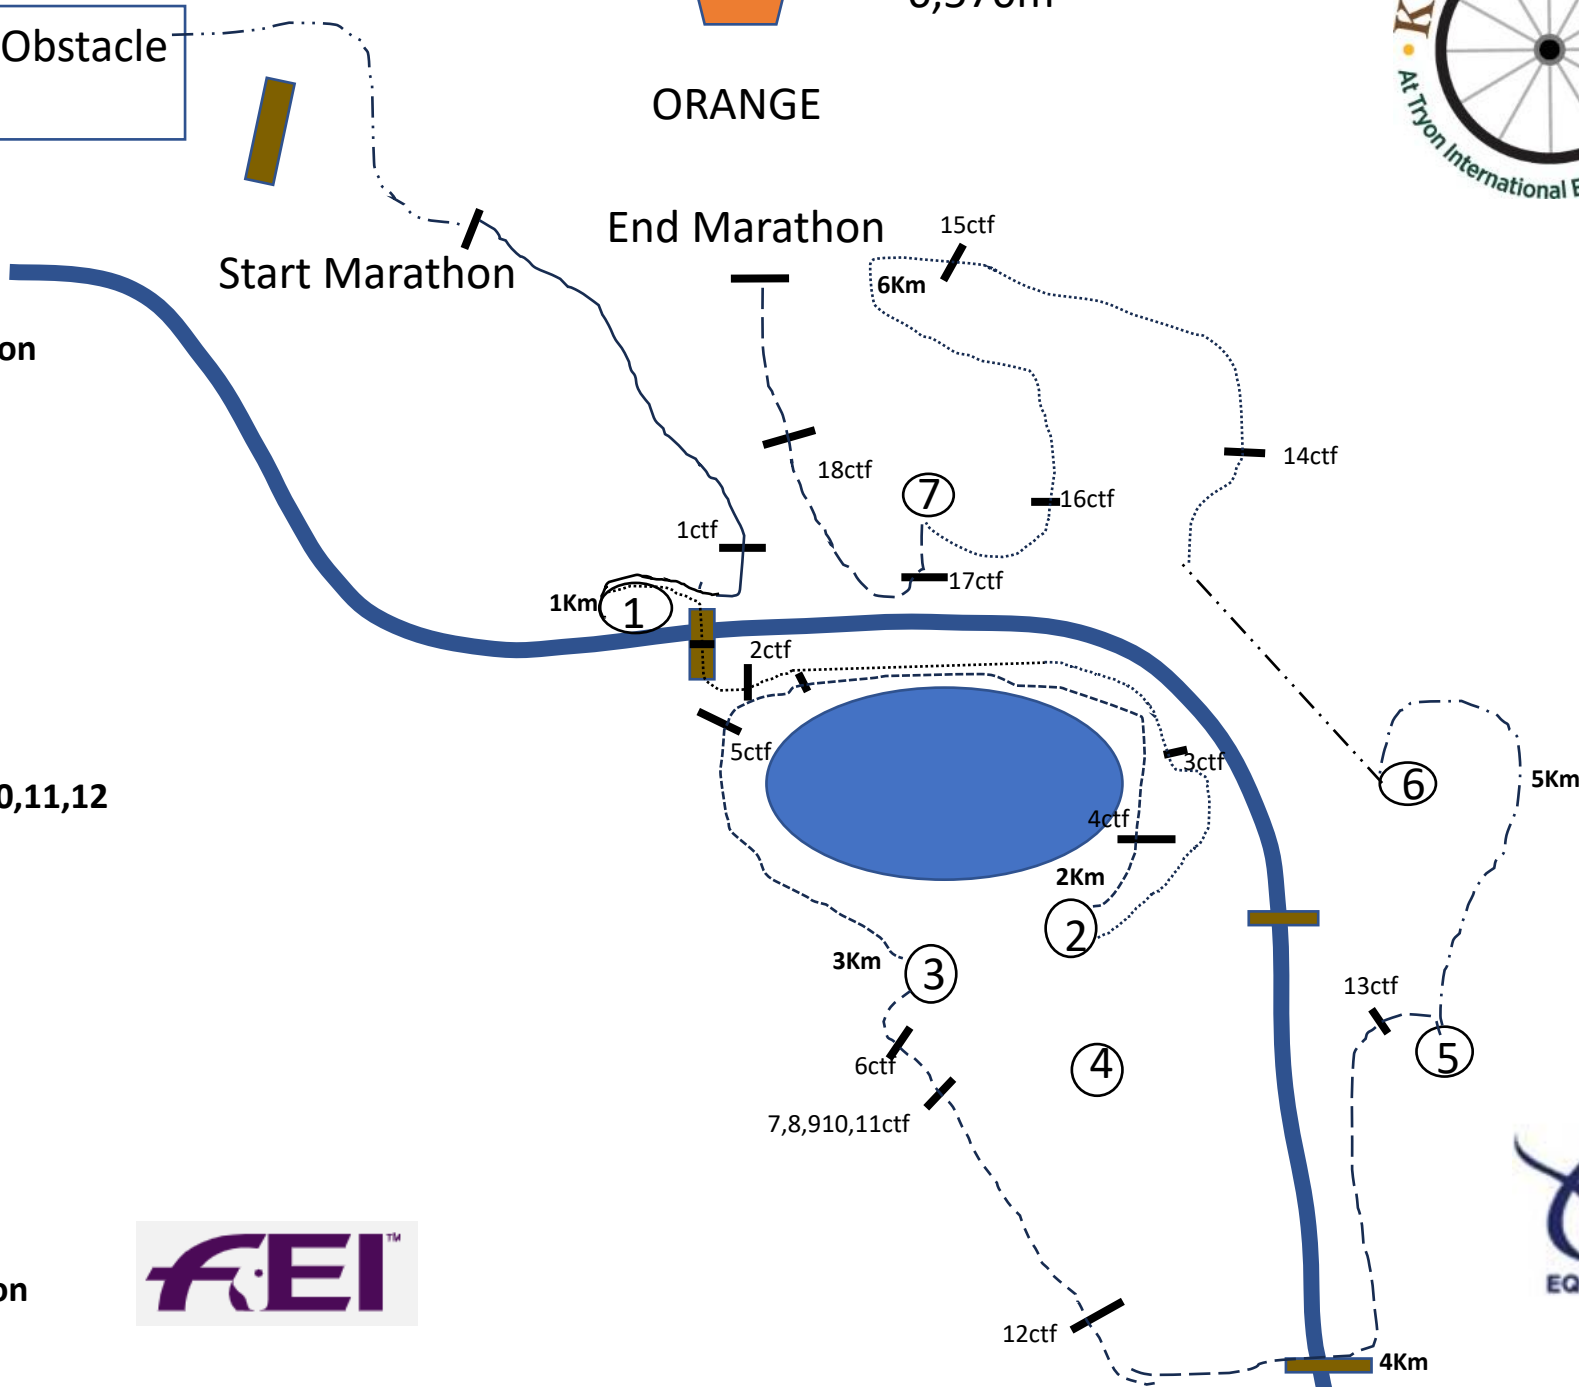 Obstacle
ORANGE
At Tryon International E
End Marathon
15ctf
Start Marathon
6Km
on
18ctf
14ctf
7
16ctf
1ctf
17ctf
1Km
1
2ctf
5ctf
3ctf
6
5Km
0,11,12
4ctf
2Km
2
3Km
3
13ctf
5
4
6ctf
7,8,910,11ctf
FEI
TM
on
EQ
12ctf
4Km